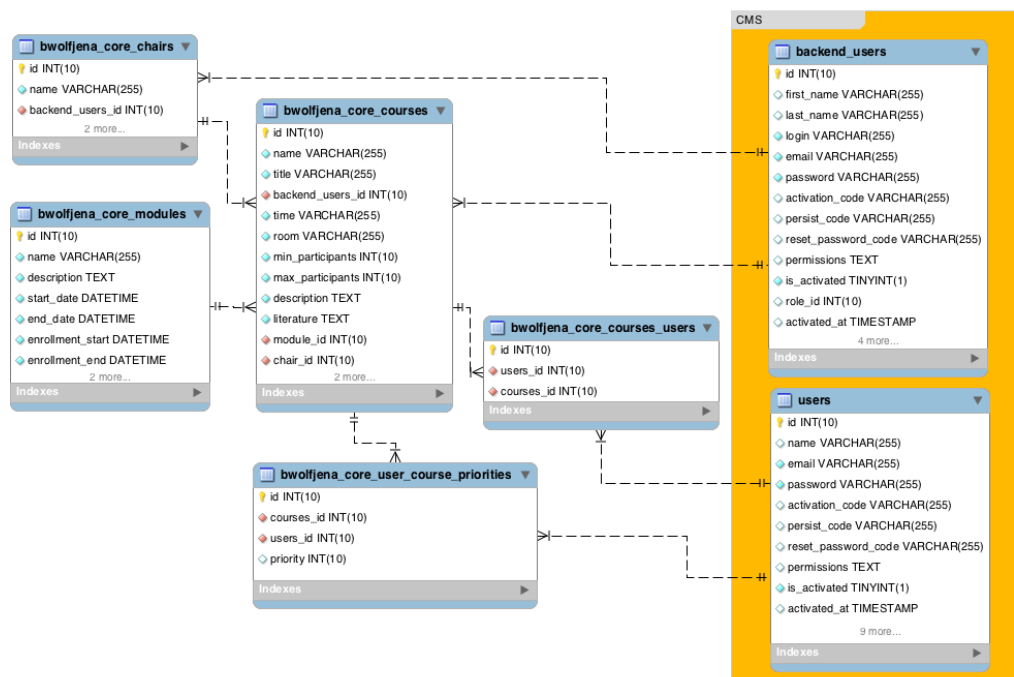 CMS
bwolfjena_core_chairs
id INT(10)
name VARCHAR(255)
backend_users_id INT(10)
2 more...
Indexes
bwolfjena_core_modules
id INT(10)
name VARCHAR(255)
description TEXT
start_date DATETIME
end_date DATETIME
enrollment_start DATETIME
enrollment_end DATETIME
2 more...
Indexes
bwolfjena_core_courses
id INT(10)
name VARCHAR(255)
title VARCHAR(255)
backend_users_id INT(10)
time VARCHAR(255)
room VARCHAR(255)
min_participants INT(10)
max_participants INT(10)
description TEXT
literature TEXT
module_id INT(10)
chair_id INT(10)
2 more...
Indexes
bwolfjena_core_courses_users
id INT(10)
users_id INT(10)
courses_id INT(10)
Indexes
bwolfjena_core_user_course_priorities
id INT(10)
courses_id INT(10)
users_id INT(10)
priority INT(10)
Indexes
backend_users
id INT(10)
first_name VARCHAR(255)
last_name VARCHAR(255)
login VARCHAR(255)
email VARCHAR(255)
password VARCHAR(255)
activation_code VARCHAR(255)
persist_code VARCHAR(255)
reset_password_code VARCHAR(255)
permissions TEXT
is_activated TINYINT(1)
role_id INT(10)
activated_at TIMESTAMP
4 more...
Indexes
users
id INT(10)
name VARCHAR(255)
email VARCHAR(255)
password VARCHAR(255)
activation_code VARCHAR(255)
persist_code VARCHAR(255)
reset_password_code VARCHAR(255)
permissions TEXT
is_activated TINYINT(1)
activated_at TIMESTAMP
9 more...
Indexes